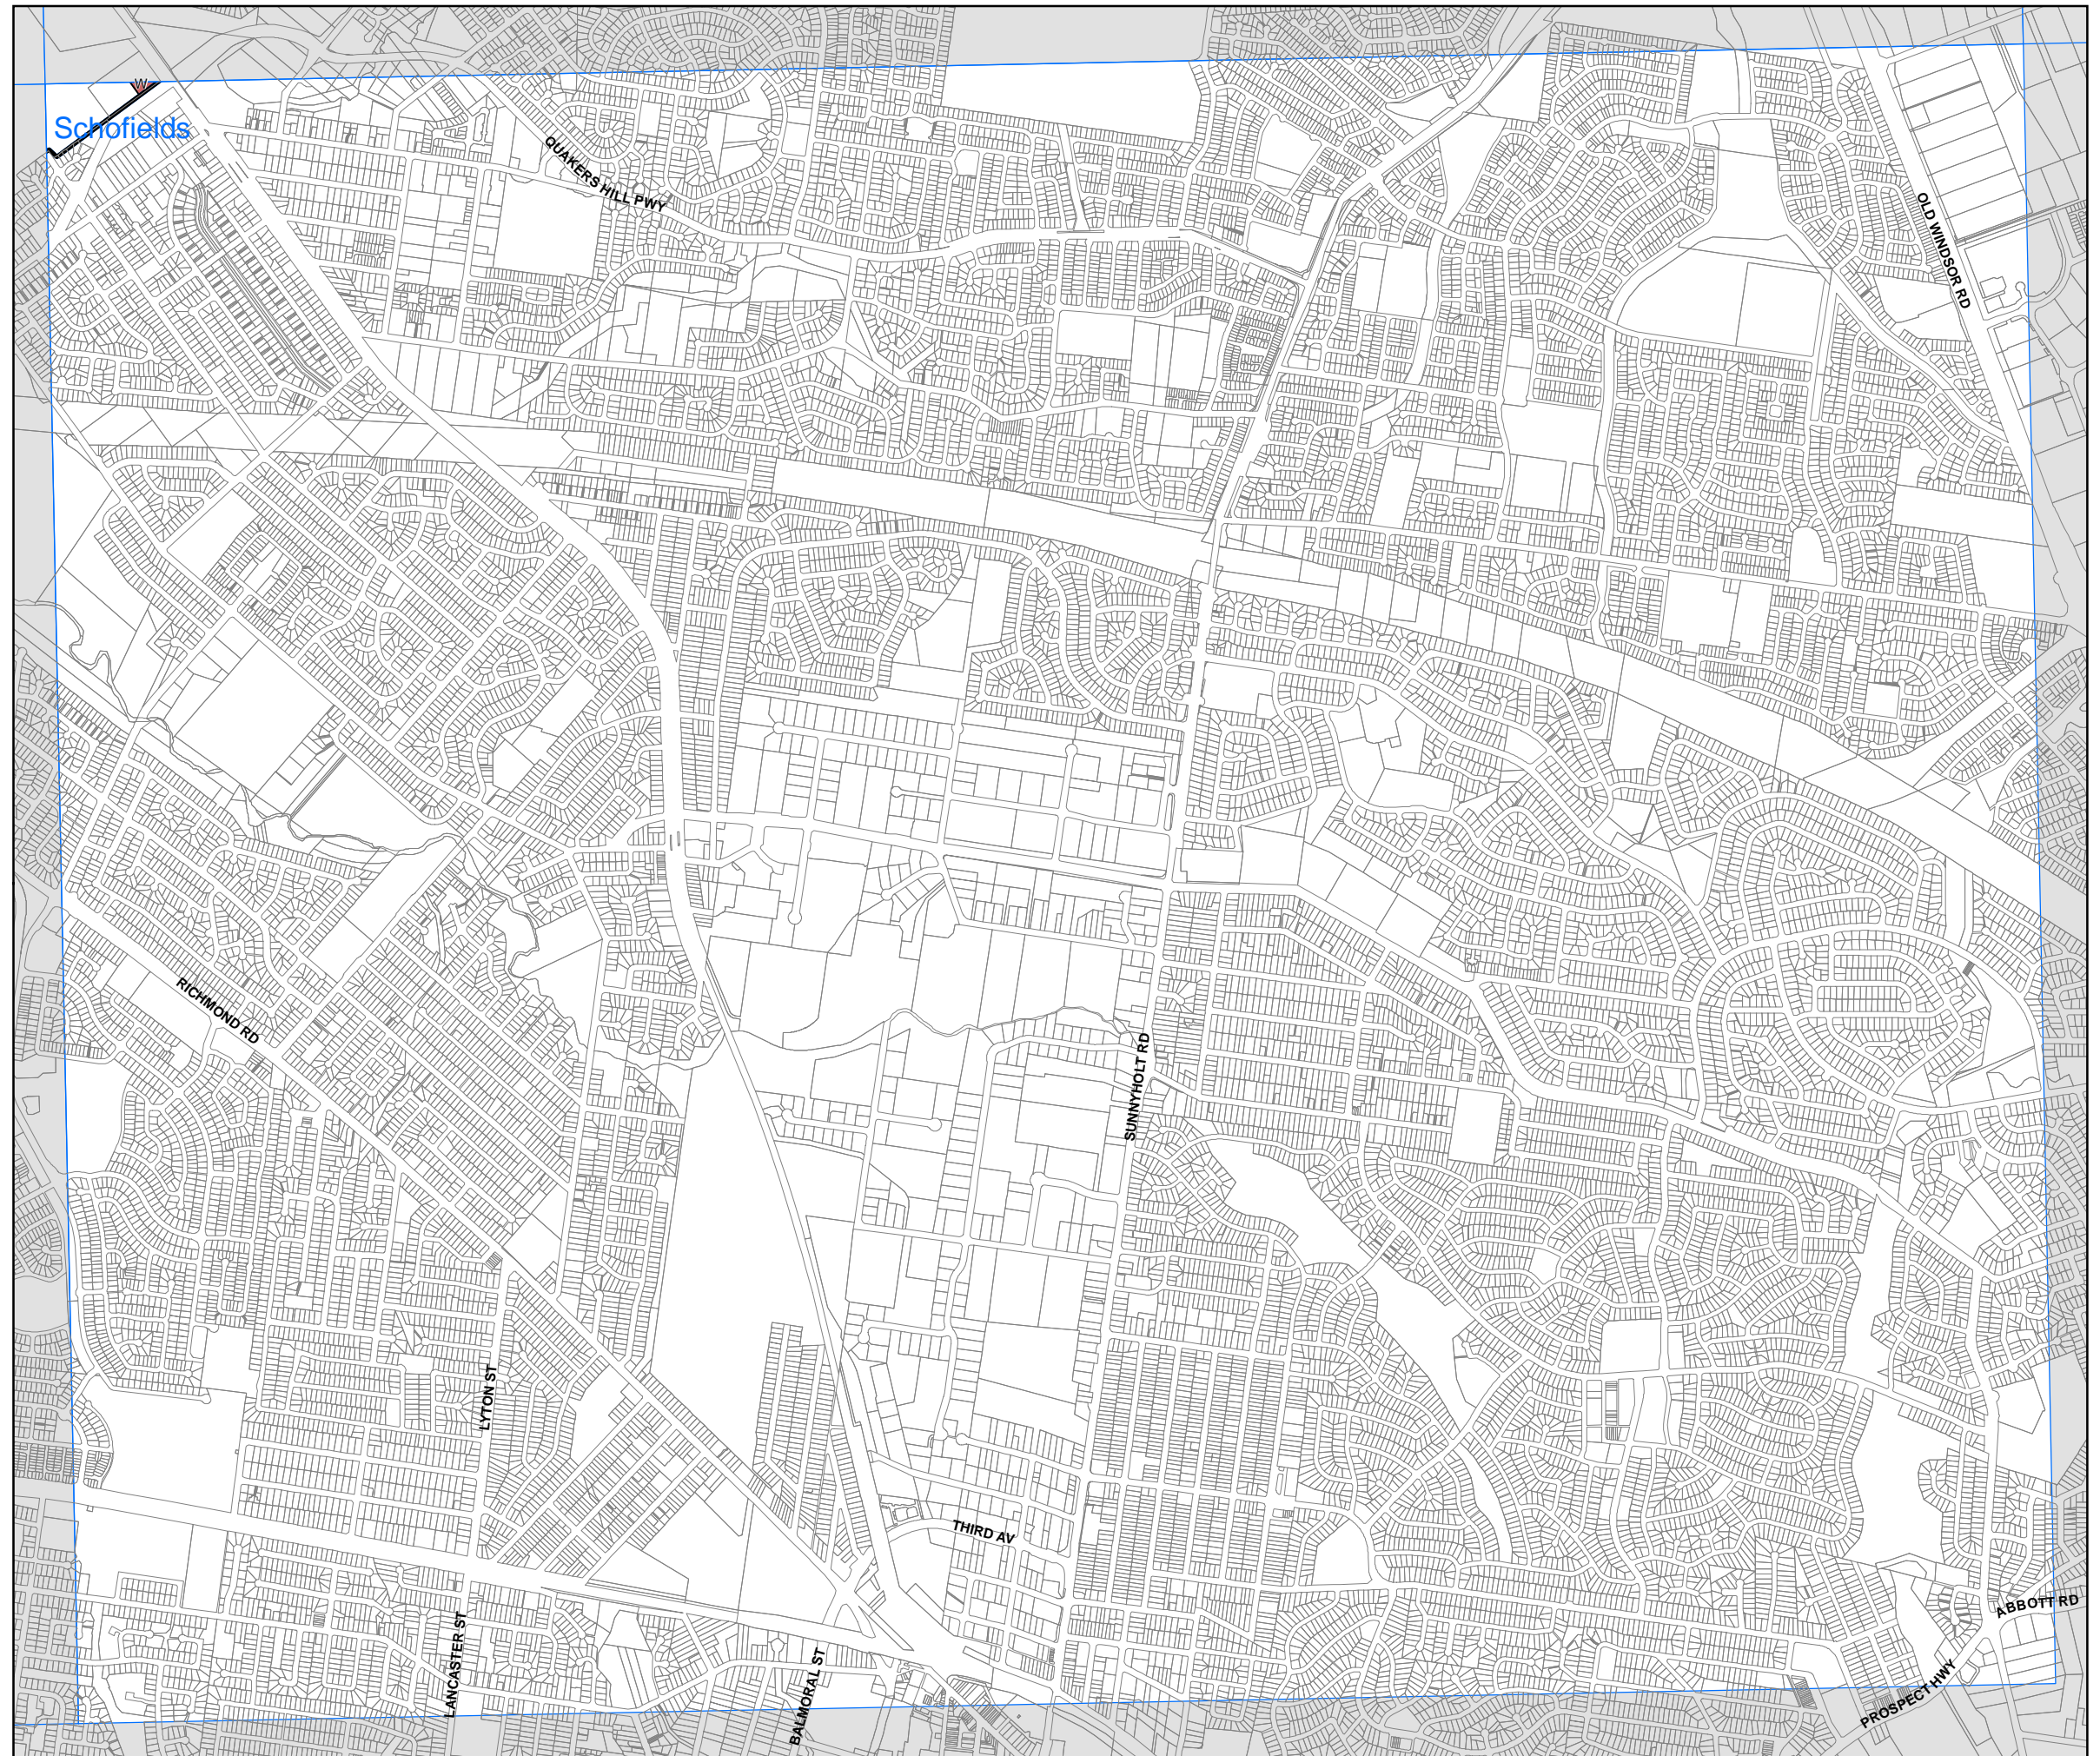 W
Schofields
QUAKERS HILL PWY
OLD WINDSOR RD
RICHMOND RD
SUNNYHOLT RD
LYTON ST
THIRD AV
LANCASTER ST
BALMORAL ST
ABBOTT RD
PROSPECT HWY